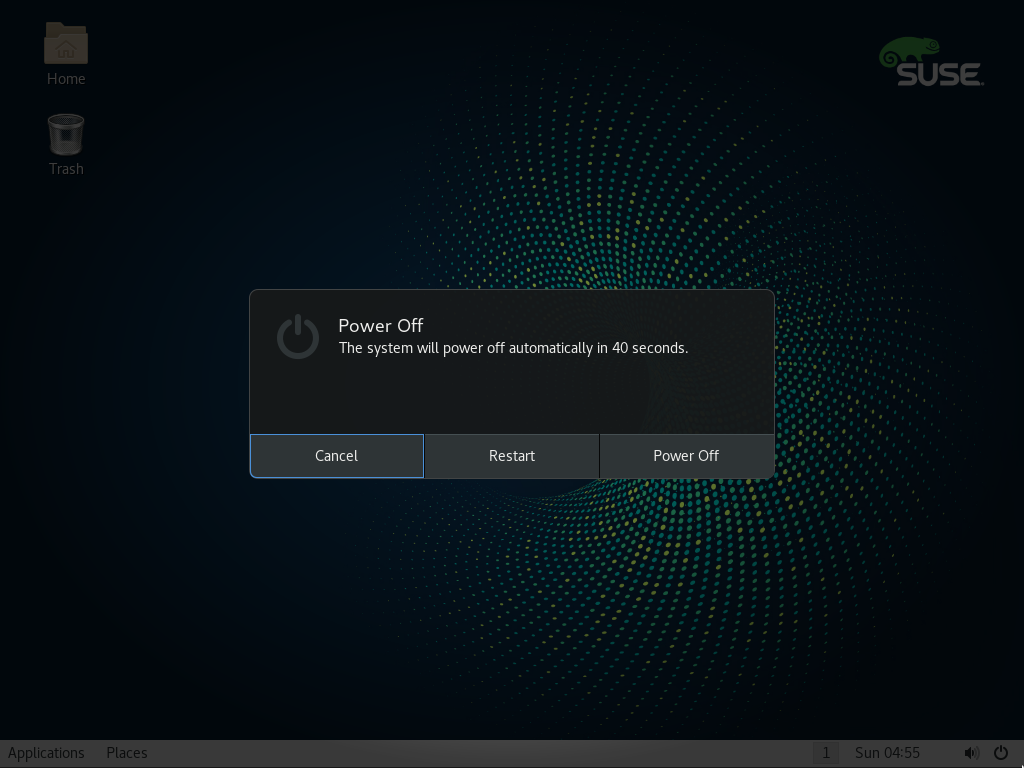 Home
SUSE
Trash
Power Off
The system will power off automatically in 40 seconds.
Cancel
Restart
Power Off
Applications
Places
1
Sun 04:55